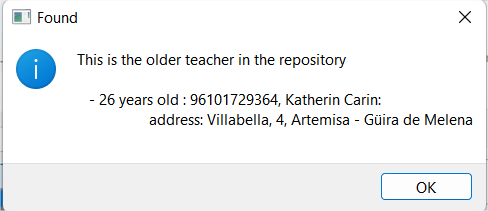 Found
This is the older teacher in the repository
- 26 years old : 96101729364, Katherin Carin:
address: Villabella, 4, Artemisa - Güira de Melena
OK